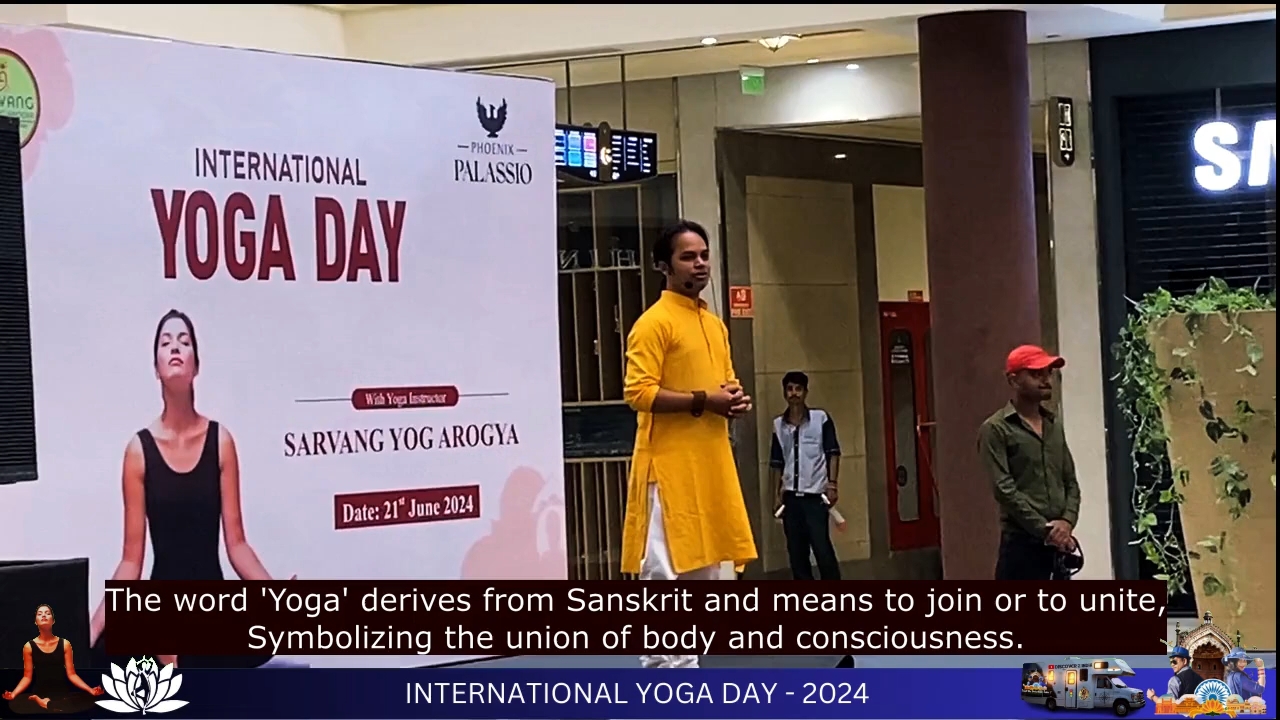 VANG
INTERNATIONAL
YOGA DAY
PHOENIX
PALASSIO
With Yoga Instructor
SARVANG YOG AROGYA
Date: 21st June 2024
SA
The word 'Yoga' derives from Sanskrit and means to join or to unite,
Symbolizing the union of body and consciousness.
INTERNATIONAL YOGA DAY - 2024